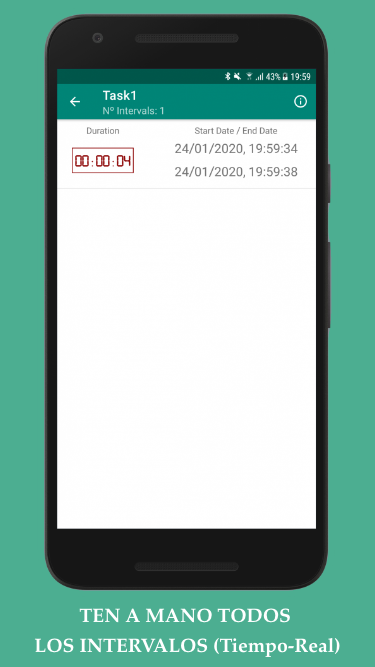 43% 19:59
Task1
Nº Intervals: 1
Duration
Start Date / End Date
00:00:04
24/01/2020, 19:59:34
24/01/2020, 19:59:38
TEN A MANO TODOS
LOS INTERVALOS (Tiempo-Real)